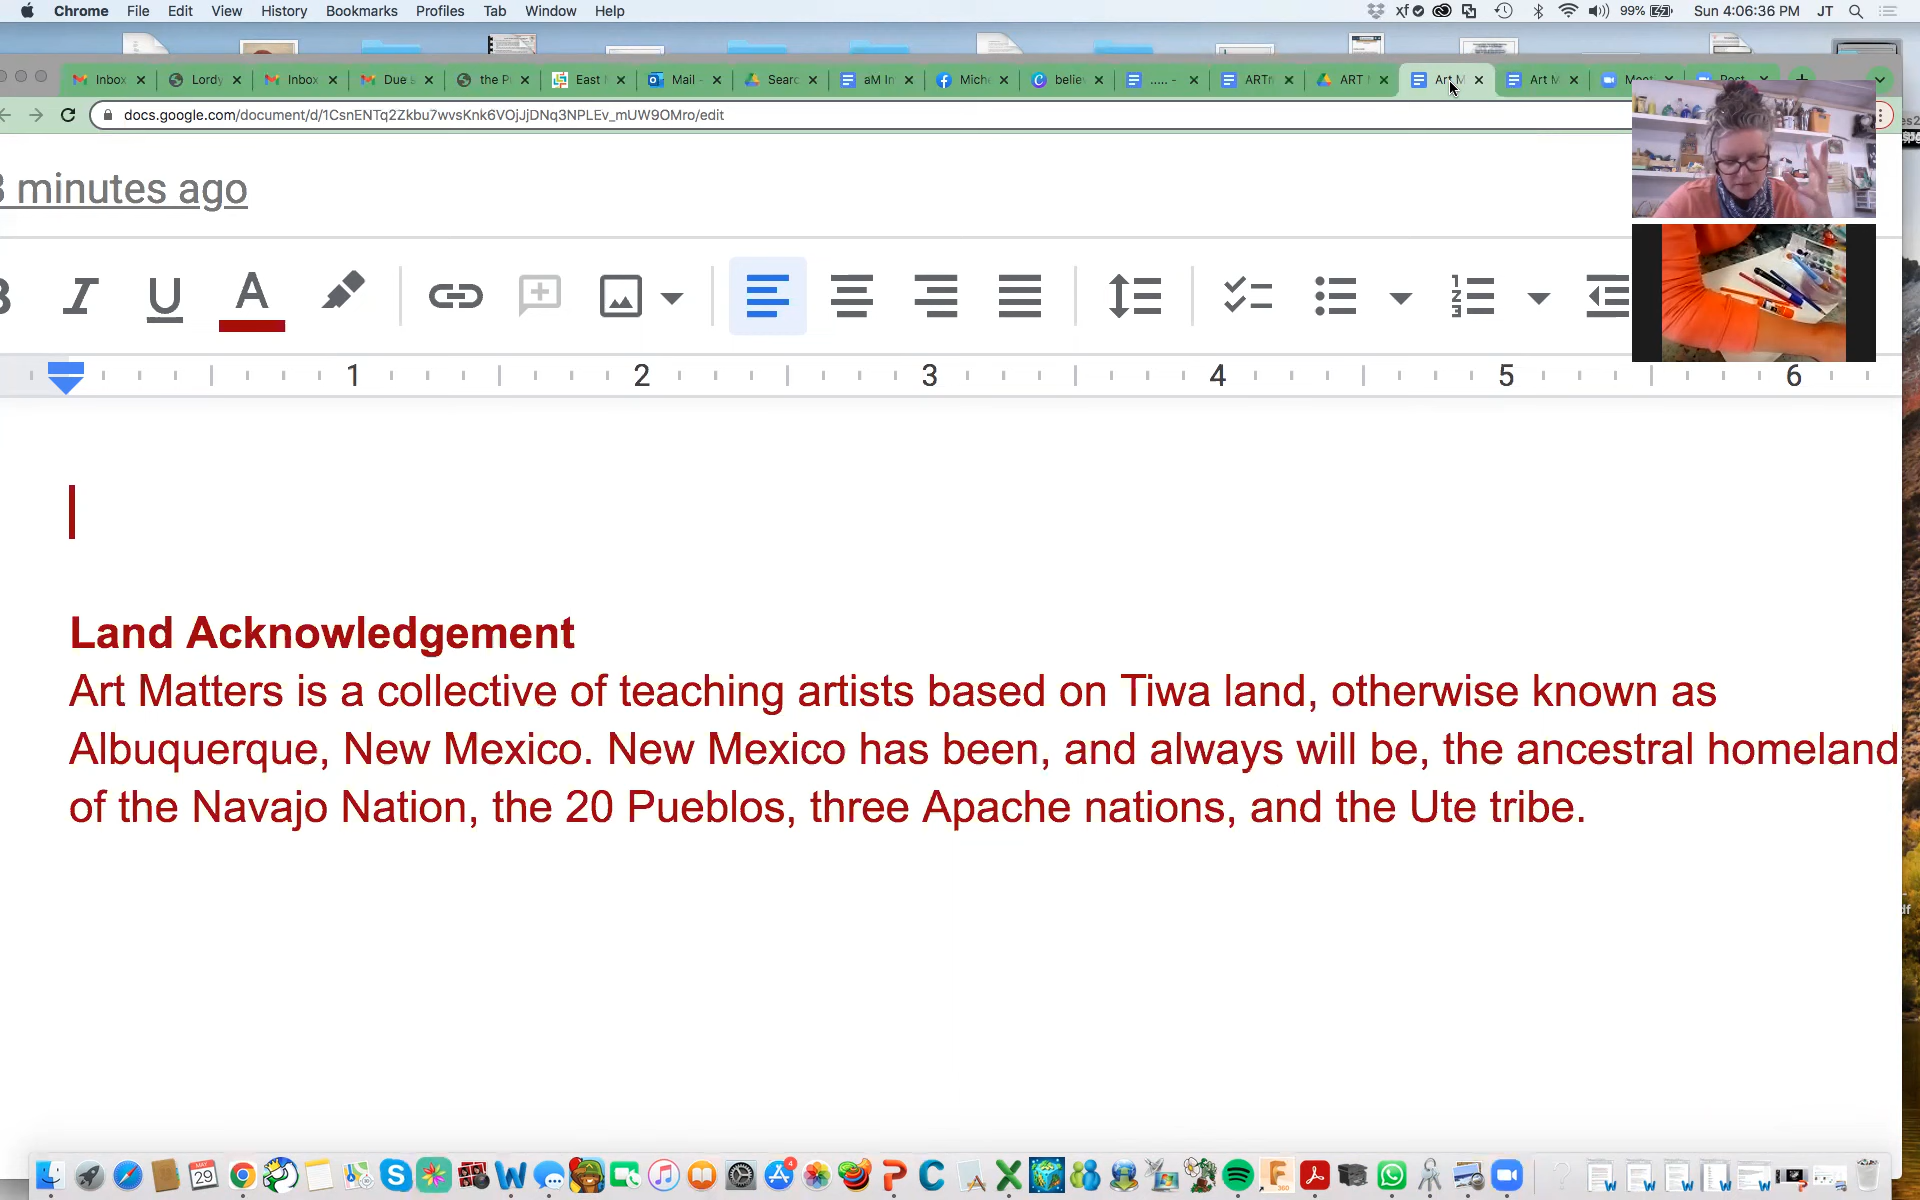 Chrome File Edit View History Bookmarks Profiles Tab Window Help
99% Sun 4:06:36 PM JT
Inbox Lordy Inbox Due East Mail - Searc aM In Miche believ ..... - ARTM ART Art M Art M
docs.google.com/document/d/1CsnENTq2Zkbu7wvsKnk6VOjJjDNq3NPLEv_mUW9OMro/edit
minutes ago
B I U A
1 2 3 4 5 6
Land Acknowledgement
Art Matters is a collective of teaching artists based on Tiwa land, otherwise known as
Albuquerque, New Mexico. New Mexico has been, and always will be, the ancestral homeland
of the Navajo Nation, the 20 Pueblos, three Apache nations, and the Ute tribe.